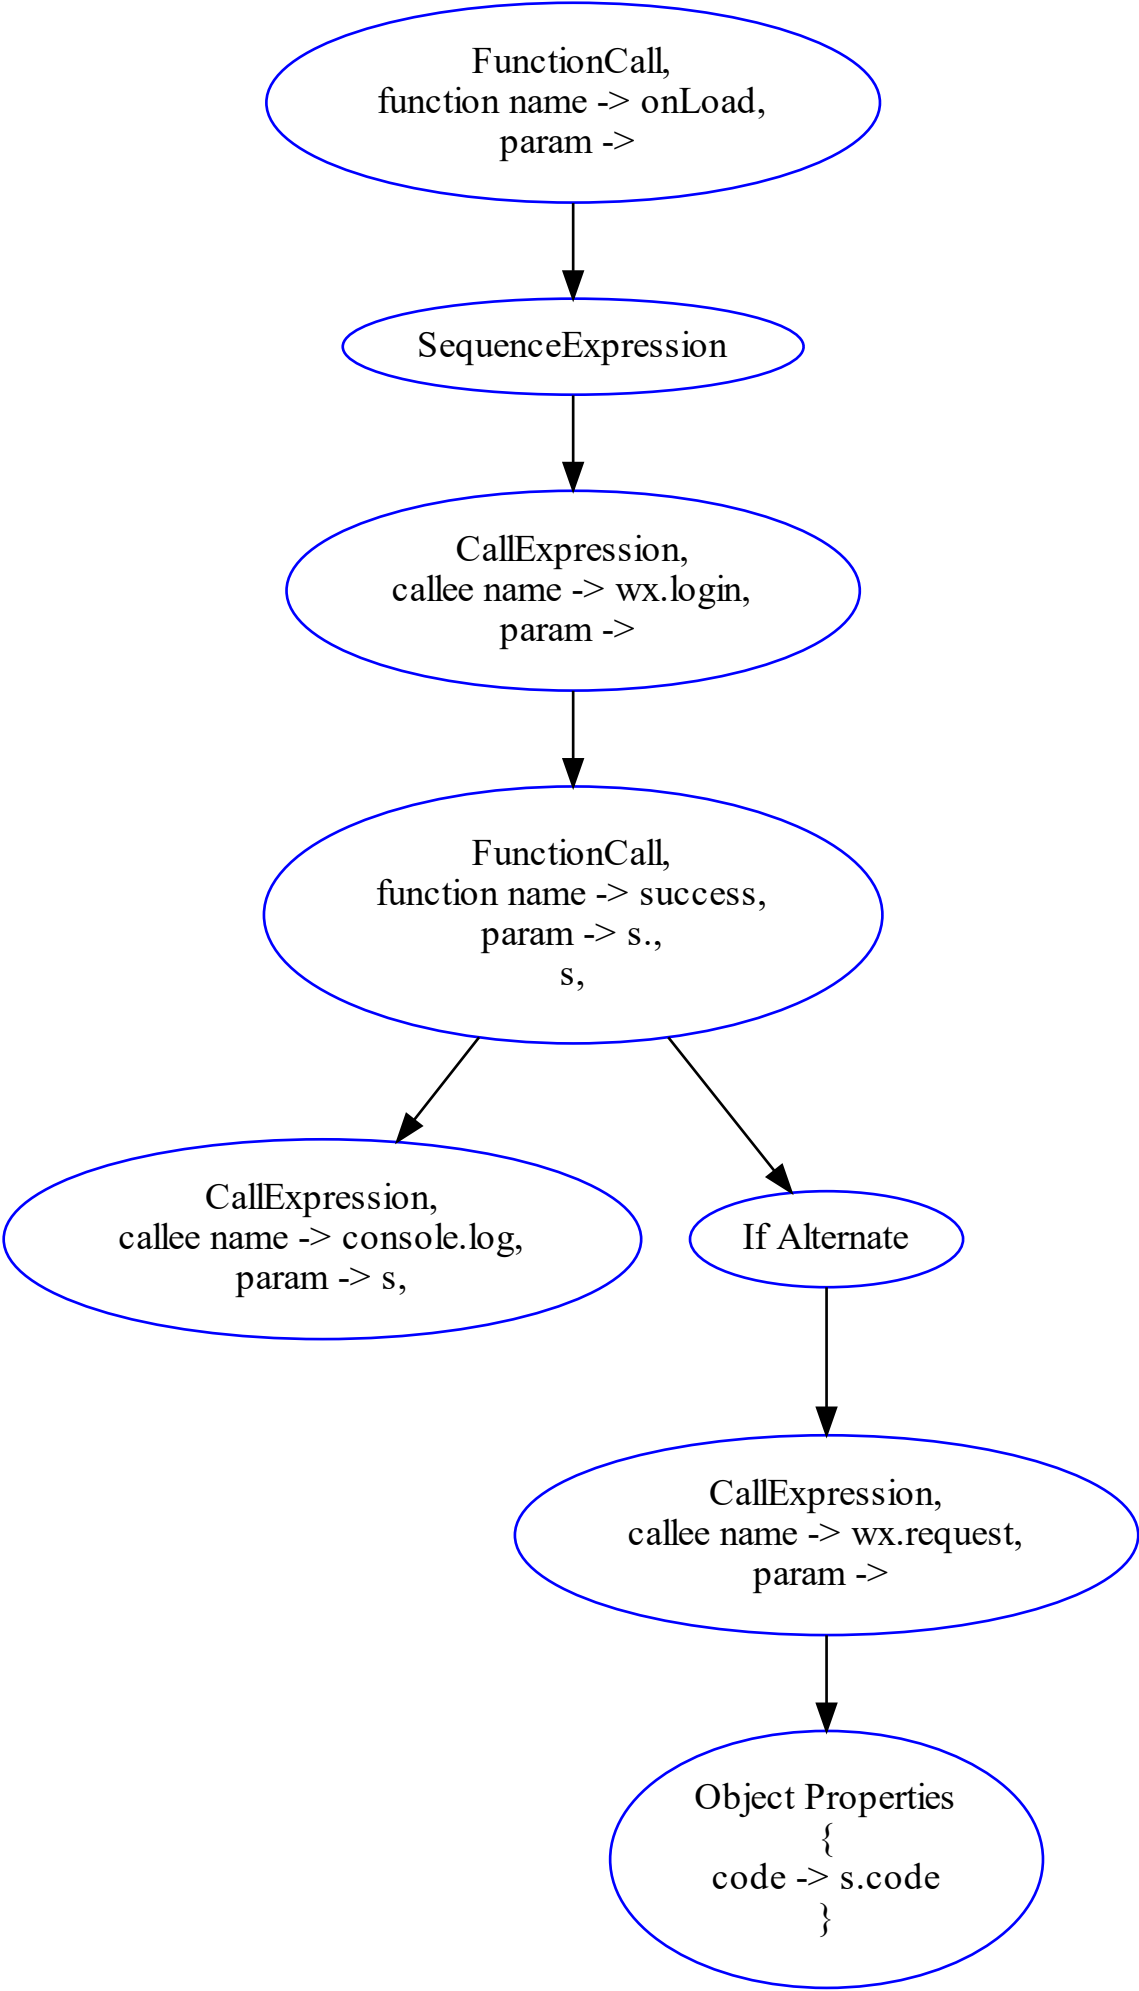 FunctionCall,
function name -> onLoad,
param ->
SequenceExpression
CallExpression,
callee name -> wx.login,
param ->
FunctionCall,
function name -> success,
param -> s.,
s,
CallExpression,
callee name -> console.log,
param -> s,
If Alternate
CallExpression,
callee name -> wx.request,
param ->
Object Properties
{
code -> s.code
}